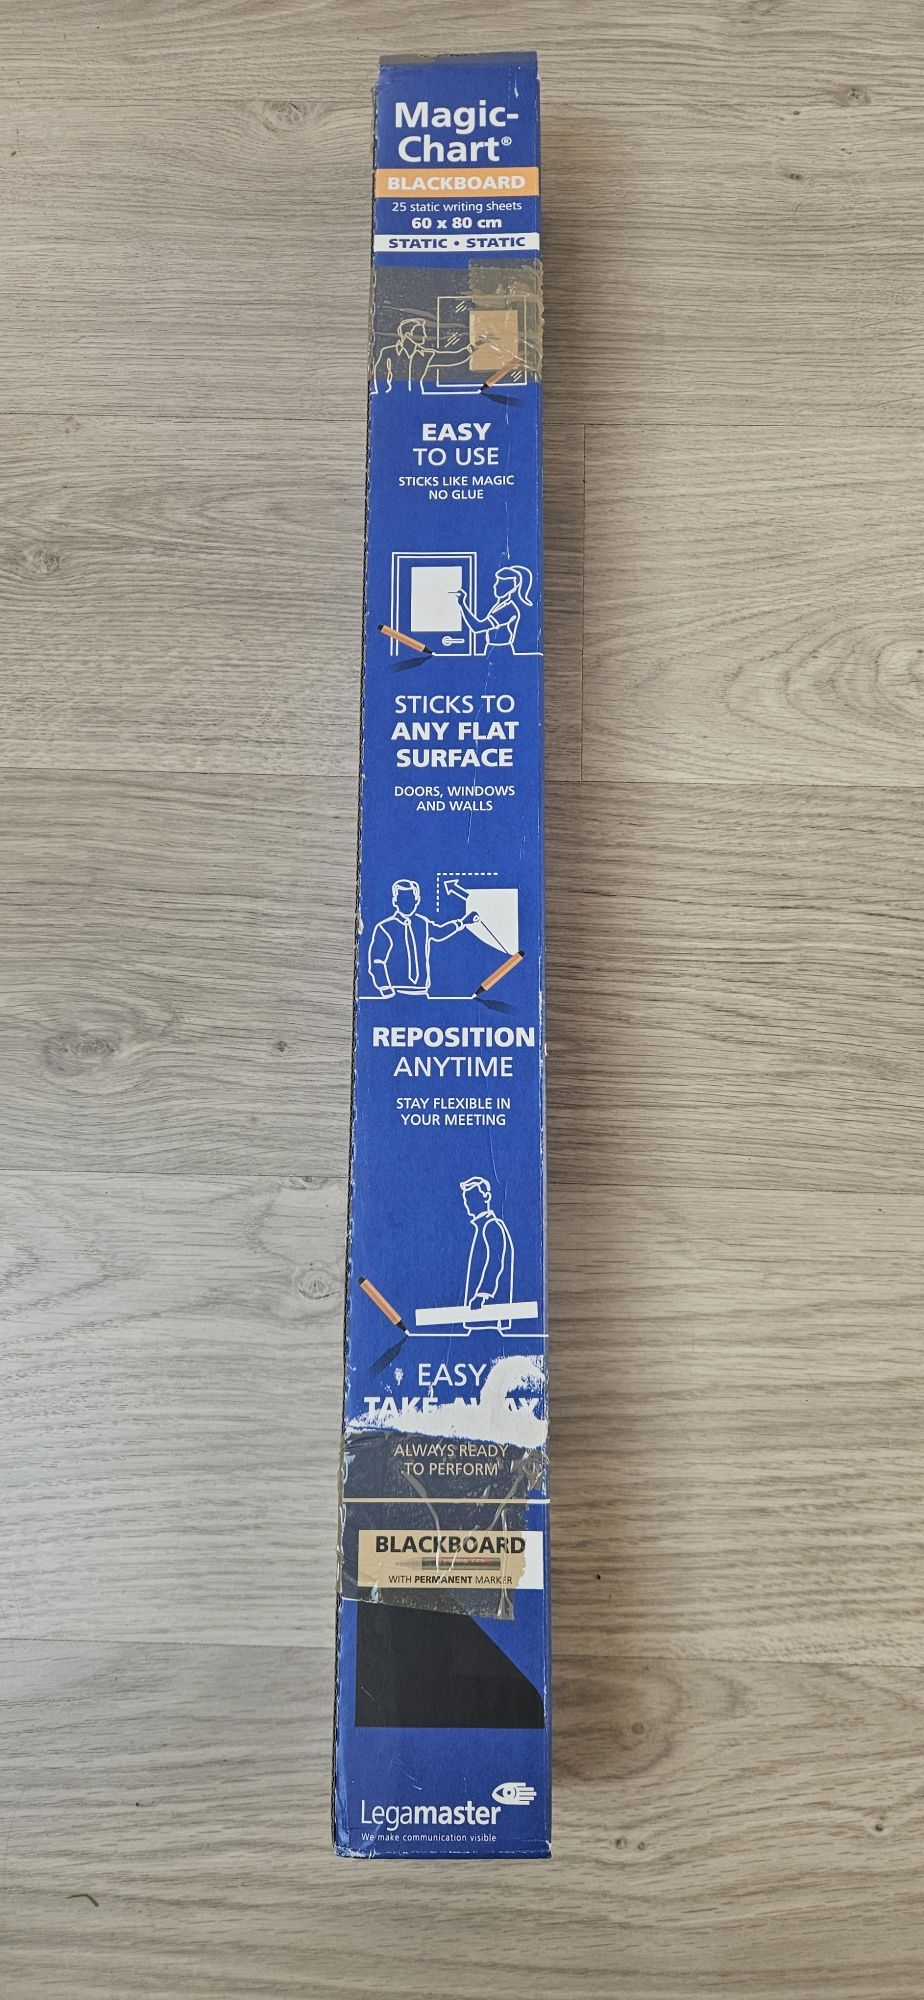 Magic-
Chart®
BLACKBOARD
25 static writing sheets
60 x 80 cm
STATIC • STATIC
EASY
TO USE
STICKS LIKE MAGIC
NO GLUE
STICKS TO
ANY FLAT
SURFACE
DOORS, WINDOWS
AND WALLS
REPOSITION
ANYTIME
STAY FLEXIBLE IN
YOUR MEETING
EASY
TAKE AWAY
ALWAYS READY
TO PERFORM
BLACKBOARD
WITH PERMANENT MARKER
Legamaster
We make communication visible